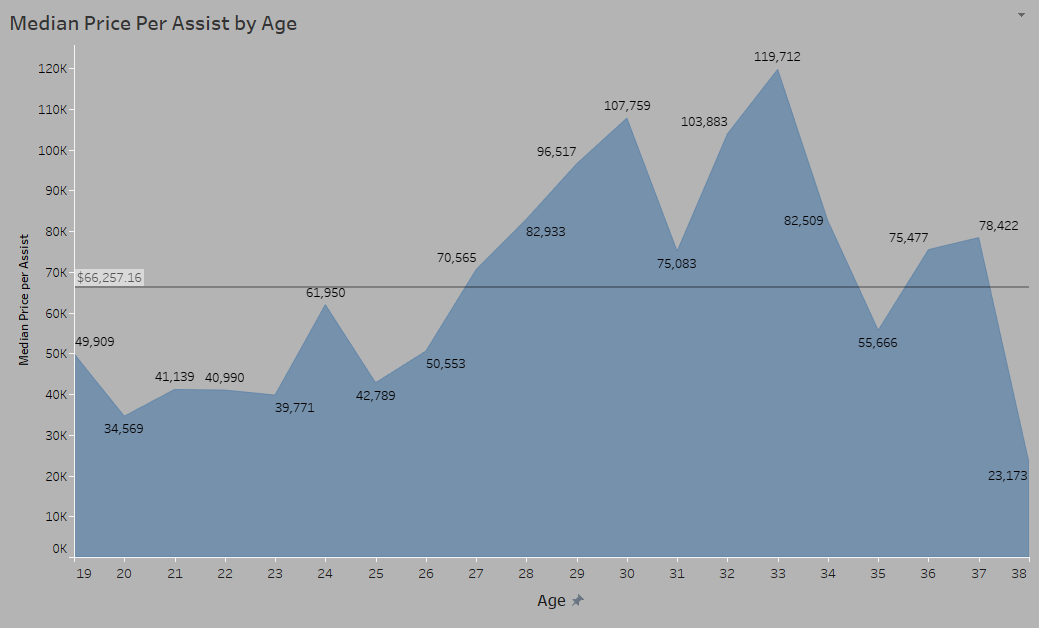 Median Price Per Assist by Age
Median Price per Assist
120K
110K
100K
90K
80K
70K
60K
50K
40K
30K
20K
10K
0K
$66,257.16
49,909
34,569
41,139
40,990
39,771
61,950
42,789
50,553
70,565
82,933
96,517
107,759
75,083
103,883
119,712
82,509
55,666
75,477
78,422
23,173
19 20 21 22 23 24 25 26 27 28 29 30 31 32 33 34 35 36 37 38
Age